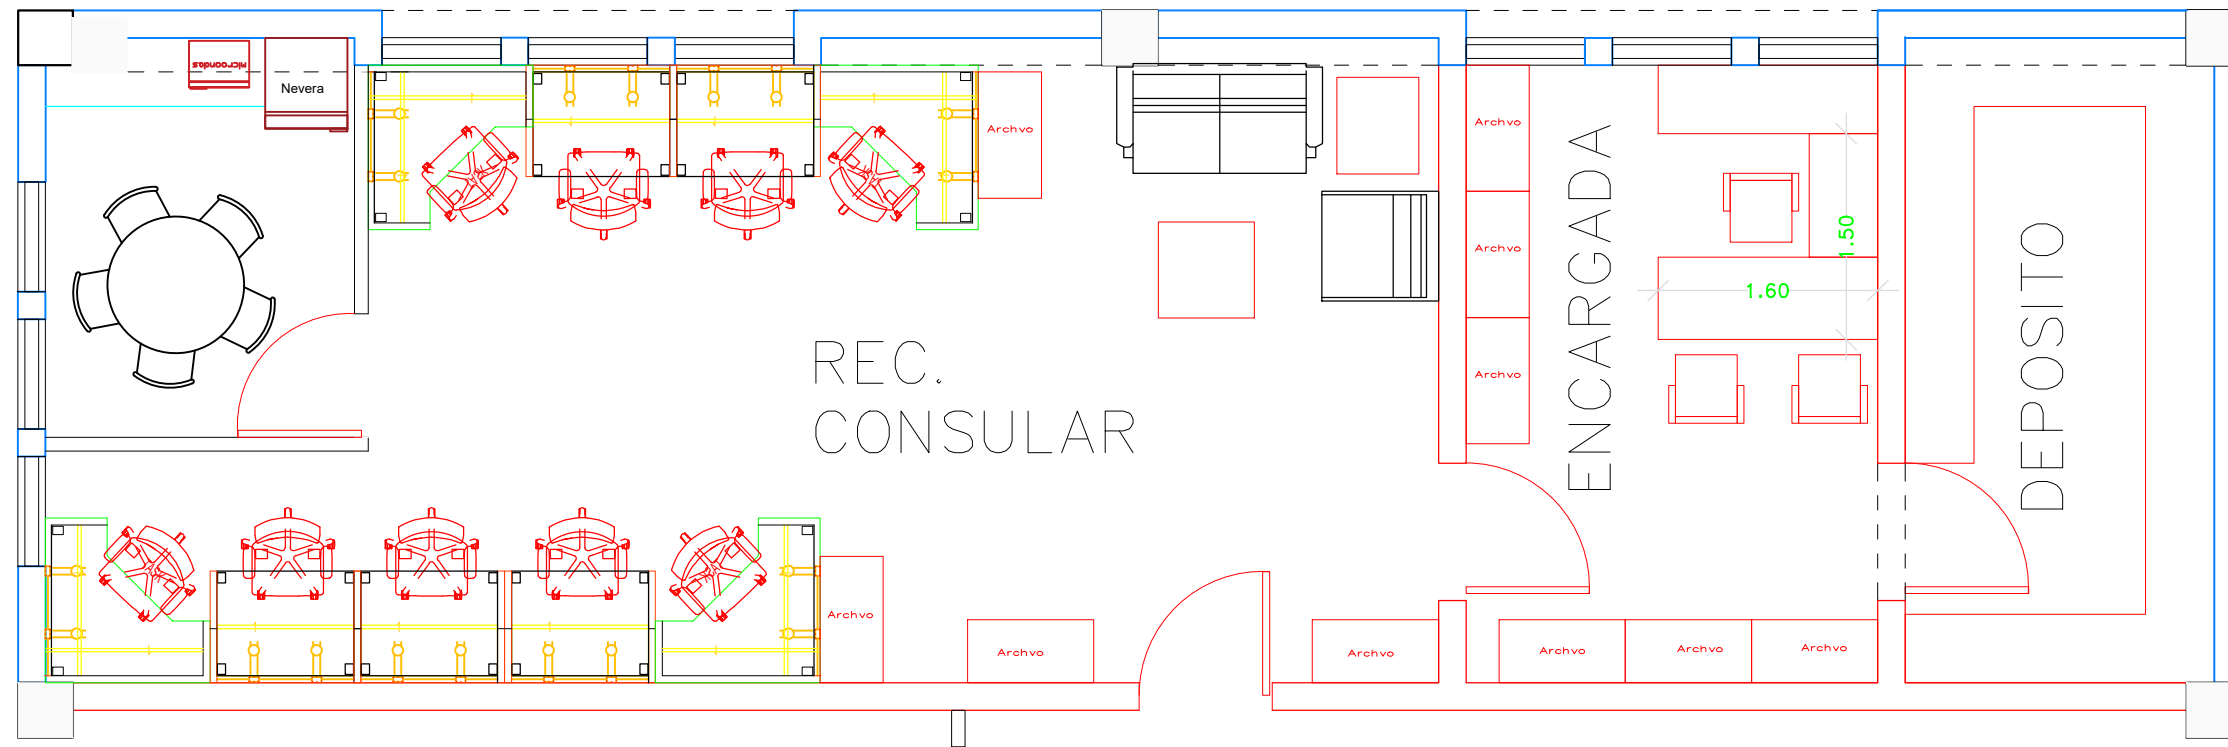 Microondas
Nevera
Archvo
Archvo
Archvo
Archvo
REC.
CONSULAR
ENCARGADA
1.50
1.60
DEPOSITO
Archvo
Archvo
Archvo
Archvo
Archvo
Archvo